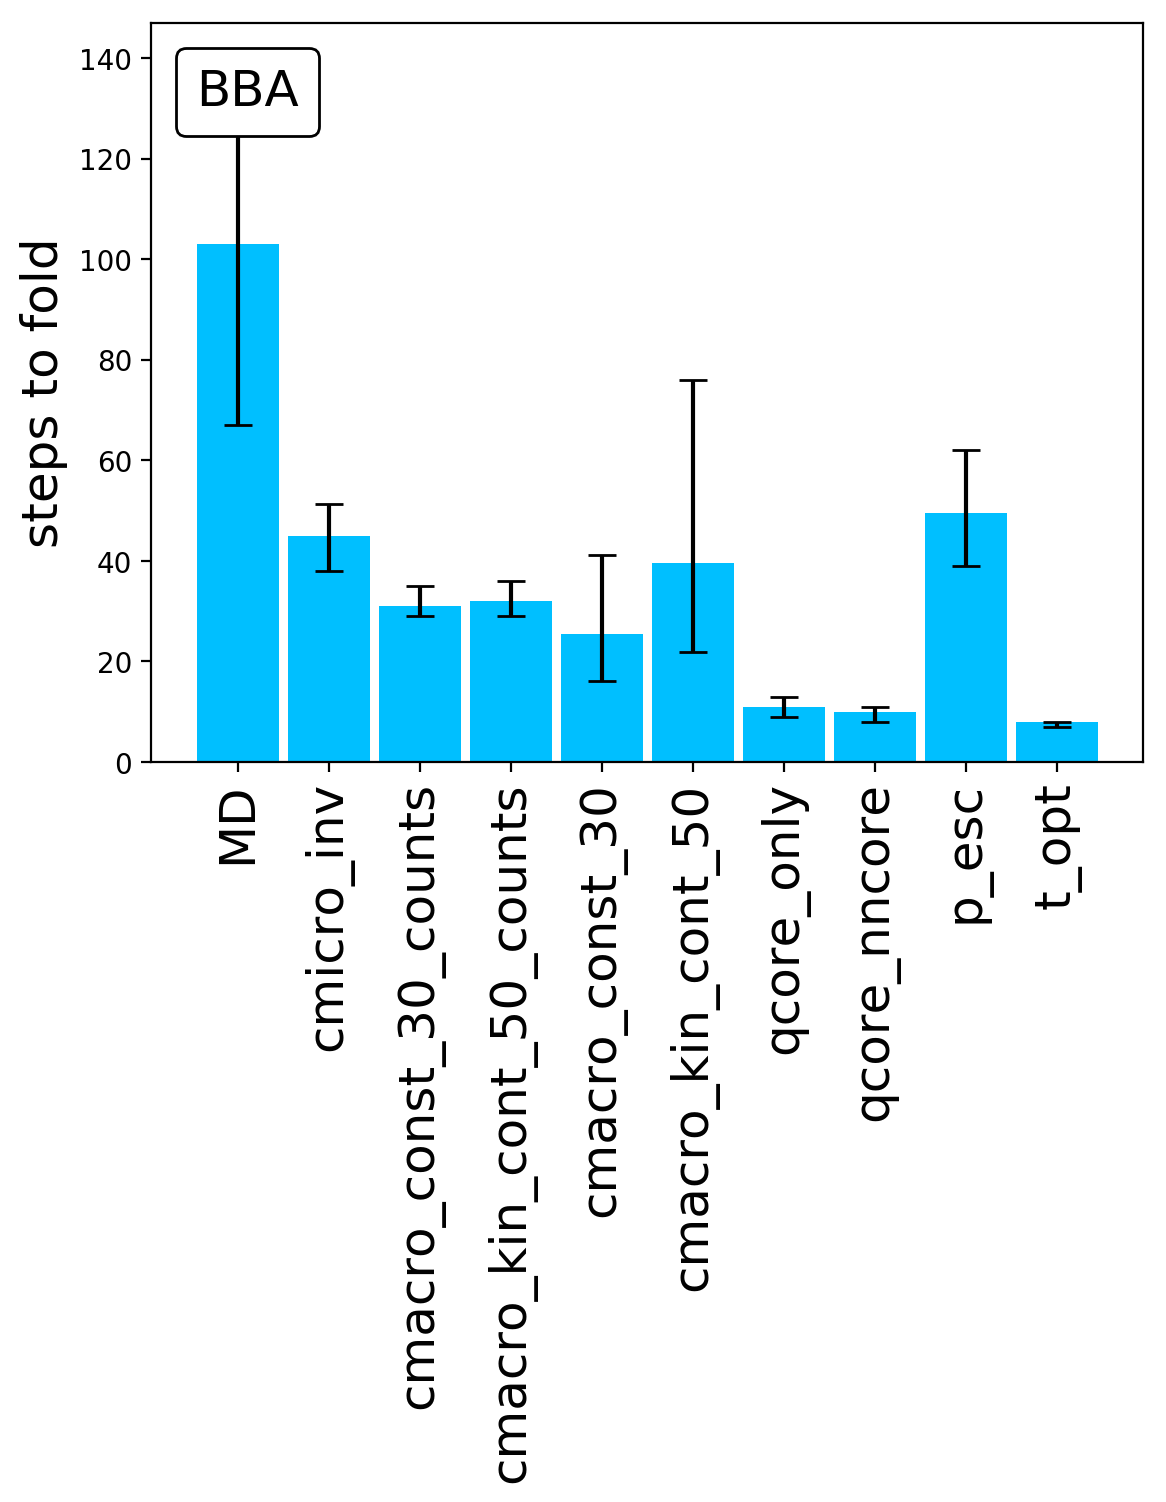 BBA
steps to fold
140
120
100
80
60
40
20
0
MD
cmicro_inv
cmacro_const_30_counts
cmacro_kin_cont_50_counts
cmacro_const_30
cmacro_kin_cont_50
qcore_only
qcore_nncore
p_esc
t_opt